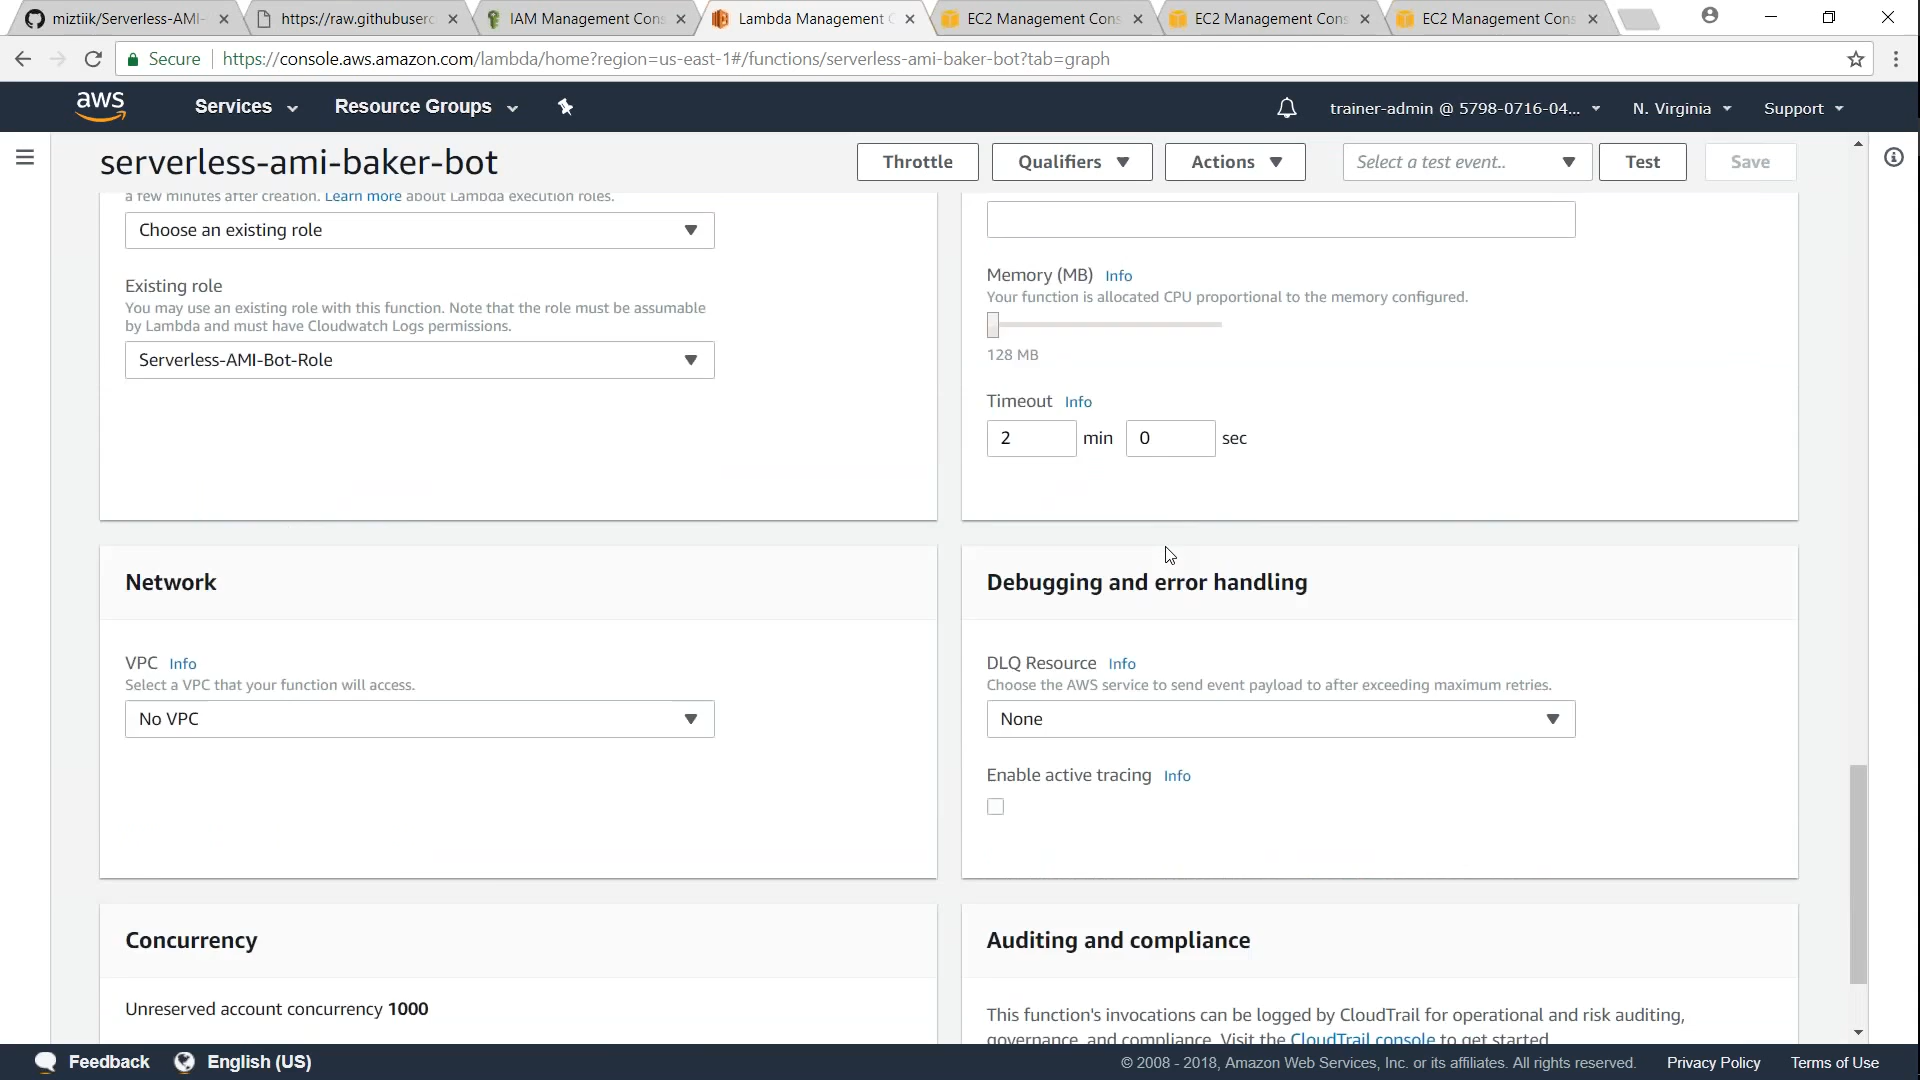 miztiik/Serverless-AMI-
https://raw.githubuserc
IAM Management Cons
Lambda Management C
EC2 Management Cons
EC2 Management Cons
EC2 Management Cons
Secure
https://console.aws.amazon.com/lambda/home?region=us-east-1#/functions/serverless-ami-baker-bot?tab=graph
aws
Services
Resource Groups
trainer-admin @ 5798-0716-04...
N. Virginia
Support
serverless-ami-baker-bot
Throttle
Qualifiers
Actions
Select a test event..
Test
Save
a few minutes after creation. Learn more about Lambda execution roles.
Choose an existing role
Existing role
You may use an existing role with this function. Note that the role must be assumable
by Lambda and must have Cloudwatch Logs permissions.
Serverless-AMI-Bot-Role
Memory (MB) Info
Your function is allocated CPU proportional to the memory configured.
128 MB
Timeout Info
2 min 0 sec
Network
VPC Info
Select a VPC that your function will access.
No VPC
Debugging and error handling
DLQ Resource Info
Choose the AWS service to send event payload to after exceeding maximum retries.
None
Enable active tracing Info
Concurrency
Unreserved account concurrency 1000
Auditing and compliance
This function's invocations can be logged by CloudTrail for operational and risk auditing,
governance, and compliance. Visit the CloudTrail console to get started.
Feedback
English (US)
© 2008 - 2018, Amazon Web Services, Inc. or its affiliates. All rights reserved.
Privacy Policy
Terms of Use